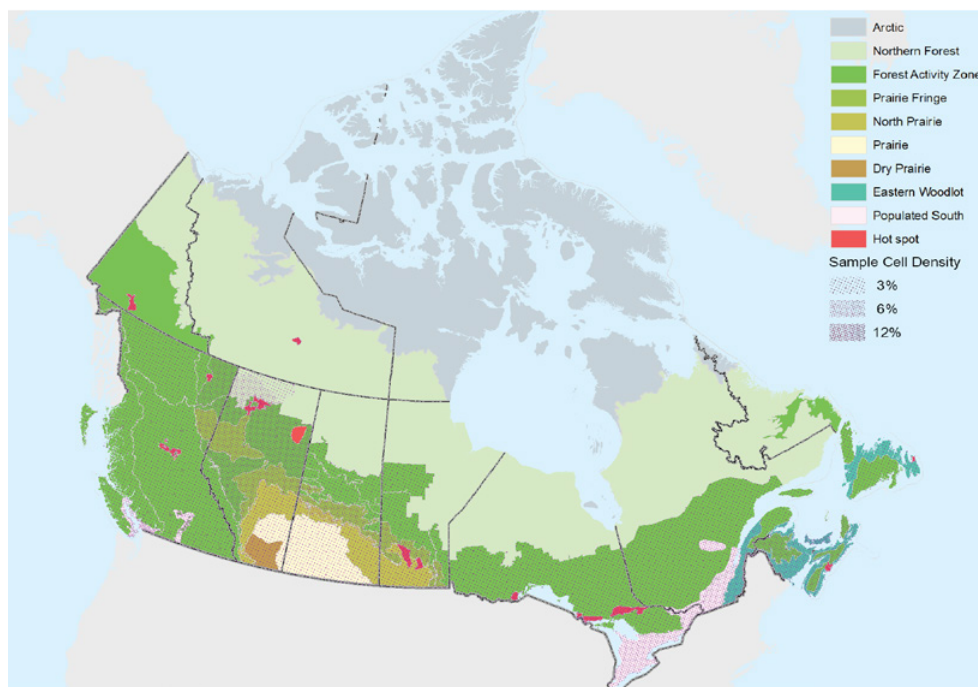 Arctic
Northern Forest
Forest Activity Zone
Prairie Fringe
North Prairie
Prairie
Dry Prairie
Eastern Woodlot
Populated South
Hot spot
Sample Cell Density
3%
6%
12%